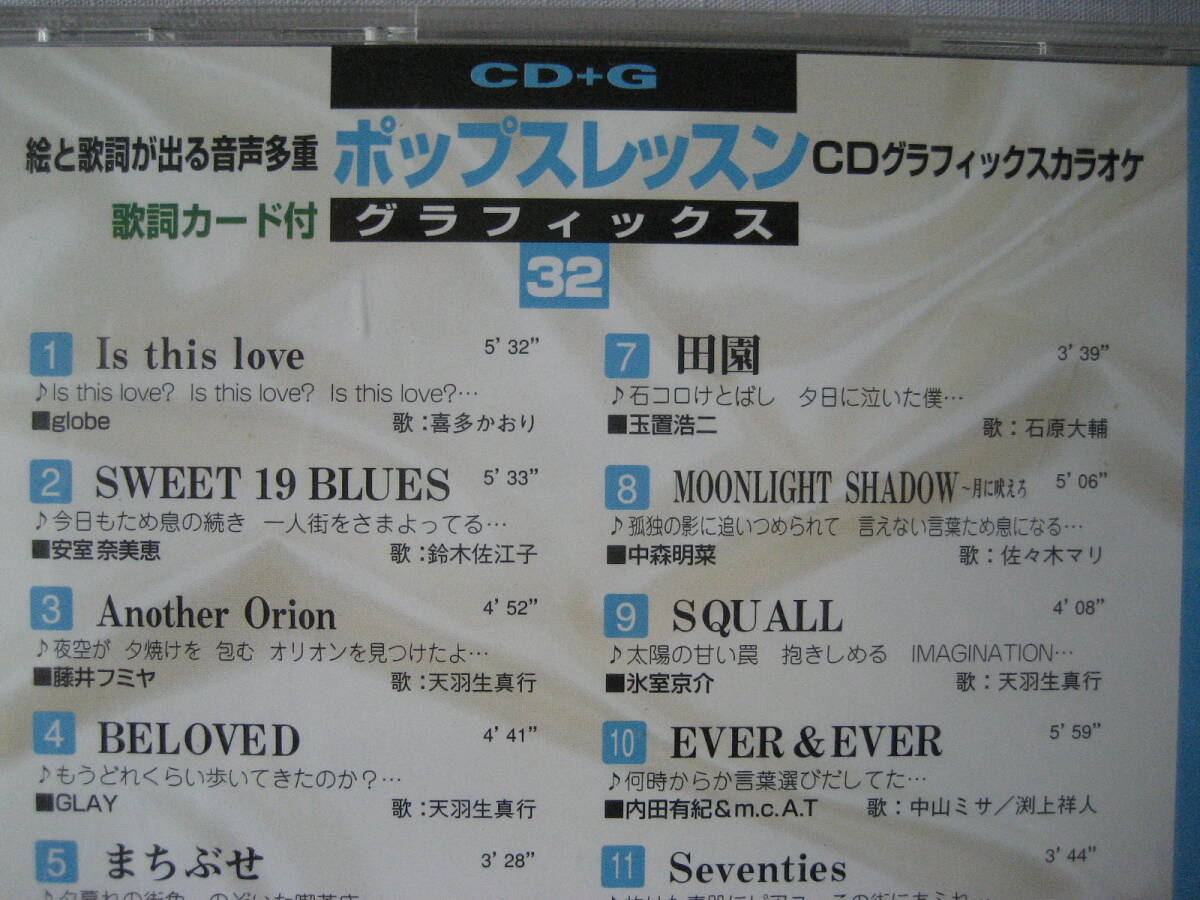 CD+G
絵と歌詞が出る音声多重 ポップスレッスン CDグラフィックスカラオケ
歌詞カード付 グラフィックス
32
1 Is this love 5'32"
♪Is this love? Is this love? Is this love?…
■globe 歌:喜多かおり
2 SWEET 19 BLUES 5'33"
♪今日もため息の続き 一人街をさまよってる…
■安室奈美恵 歌:鈴木佐江子
3 Another Orion 4'52"
♪夜空が 夕焼けを 包む オリオンを見つけたよ…
■藤井フミヤ 歌:天羽生真行
4 BELOVED 4'41"
♪もうどれくらい歩いてきたのか?…
■GLAY 歌:天羽生真行
5 まちぶせ 3'28"
♪夕暮れの街角 のぞいた喫茶店
7 田園 3'39"
♪石コロけとばし 夕日に泣いた僕…
■玉置浩二 歌:石原大輔
8 MOONLIGHT SHADOW~月に吠えろ 5'06"
♪孤独の影に追いつめられて 言えない言葉ため息になる…
■中森明菜 歌:佐々木マリ
9 SQUALL 4'08"
♪太陽の甘い罠 抱きしめる IMAGINATION…
■氷室京介 歌:天羽生真行
10 EVER & EVER 5'59"
♪何時からか言葉選びだしてた…
■内田有紀&m.c.A.T 歌:中山ミサ/渕上祥人
11 Seventies 3'44"